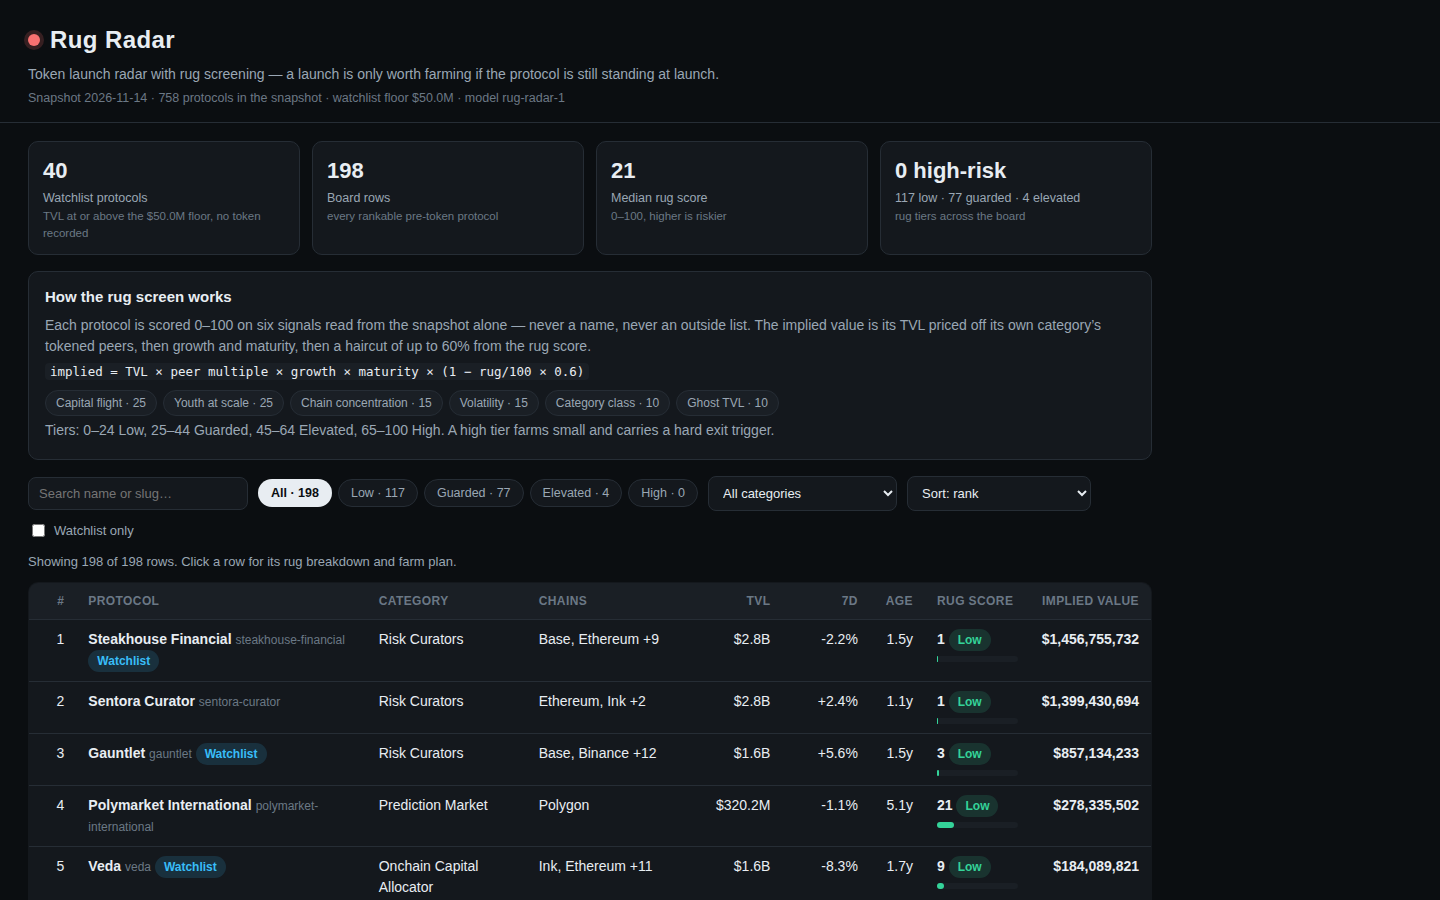 Rug Radar
Token launch radar with rug screening — a launch is only worth farming if the protocol is still standing at launch.
Snapshot 2026-11-14 · 758 protocols in the snapshot · watchlist floor $50.0M · model rug-radar-1
40
Watchlist protocols
TVL at or above the $50.0M floor, no token
recorded
198
Board rows
every rankable pre-token protocol
21
Median rug score
0–100, higher is riskier
0 high-risk
117 low · 77 guarded · 4 elevated
rug tiers across the board
How the rug screen works
Each protocol is scored 0–100 on six signals read from the snapshot alone — never a name, never an outside list. The implied value is its TVL priced off its own category's
tokened peers, then growth and maturity, then a haircut of up to 60% from the rug score.
implied = TVL × peer multiple × growth × maturity × (1 − rug/100 × 0.6)
Capital flight · 25 Youth at scale · 25 Chain concentration · 15 Volatility · 15 Category class · 10 Ghost TVL · 10
Tiers: 0–24 Low, 25–44 Guarded, 45–64 Elevated, 65–100 High. A high tier farms small and carries a hard exit trigger.
Search name or slug… All · 198 Low · 117 Guarded · 77 Elevated · 4 High · 0 All categories Sort: rank
Watchlist only
Showing 198 of 198 rows. Click a row for its rug breakdown and farm plan.
# PROTOCOL CATEGORY CHAINS TVL 7D AGE RUG SCORE IMPLIED VALUE
1 Steakhouse Financial steakhouse-financial Risk Curators Base, Ethereum +9 $2.8B -2.2% 1.5y 1 Low $1,456,755,732
Watchlist
2 Sentora Curator sentora-curator Risk Curators Ethereum, Ink +2 $2.8B +2.4% 1.1y 1 Low $1,399,430,694
3 Gauntlet gauntlet Watchlist Risk Curators Base, Binance +12 $1.6B +5.6% 1.5y 3 Low $857,134,233
4 Polymarket International polymarket- Prediction Market Polygon $320.2M -1.1% 5.1y 21 Low $278,335,502
international
5 Veda veda Watchlist Onchain Capital Ink, Ethereum +11 $1.6B -8.3% 1.7y 9 Low $184,089,821
Allocator